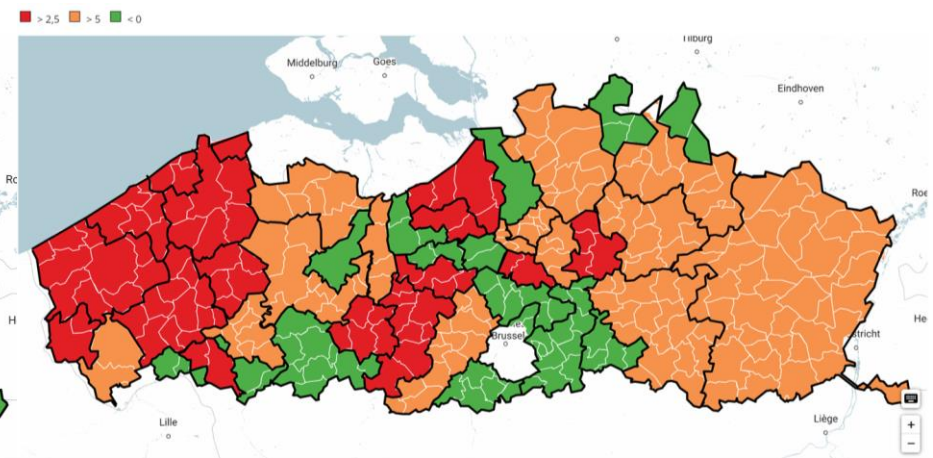 > 2,5 > 5 < 0
Tilburg
Middelburg
Goes
Eindhoven
Brussel
Lille
Liège
+
−